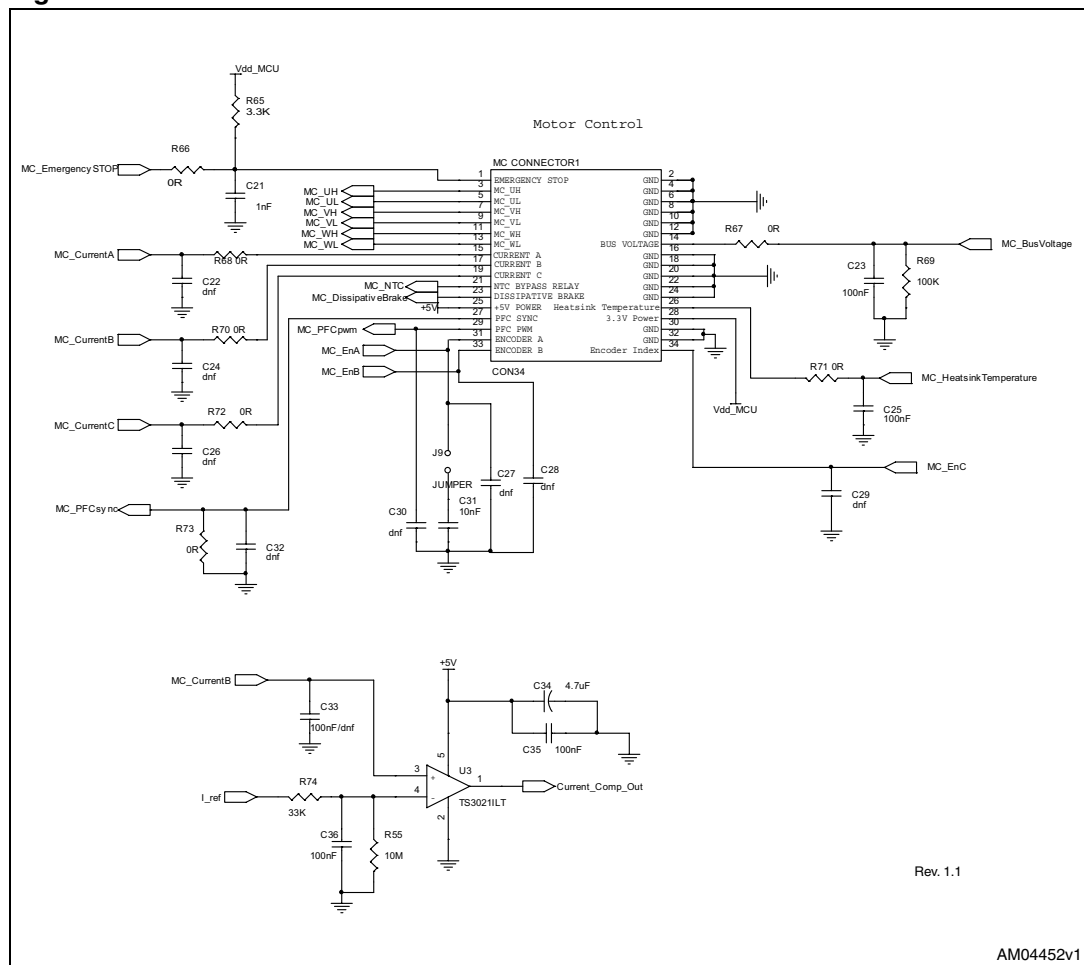 Vdd_MCU
R65
3.3K
Motor Control
R66
0R
MC_EmergencySTOP
C21
1nF
MC CONNECTOR1
1 EMERGENCY STOP GND 2
3 MC_UH GND 4
5 MC_UL GND 6
7 MC_VH GND 8
9 MC_VL GND 10
11 MC_WH GND 12
13 MC_WL BUS VOLTAGE 14
15 CURRENT A GND 16
17 CURRENT B GND 18
19 CURRENT C GND 20
21 NTC BYPASS RELAY GND 22
23 DISSIPATIVE BRAKE GND 24
25 +5V POWER Heatsink Temperature 26
27 PFC SYNC 3.3V Power 28
29 PFC PWM GND 30
31 ENCODER A GND 32
33 ENCODER B Encoder Index 34
CON34
MC_UH
MC_UL
MC_VH
MC_VL
MC_WH
MC_WL
R67 0R
MC_BusVoltage
C23
100nF
R69
100K
MC_CurrentA
R68 0R
C22
dnf
MC_NTC
MC_DissipativeBrake
+5V
MC_PFCpwm
MC_EnA
MC_EnB
MC_CurrentB
R70 0R
C24
dnf
R71 0R
MC_HeatsinkTemperature
Vdd_MCU
C25
100nF
MC_CurrentC
R72 0R
C26
dnf
J9
JUMPER
C27
dnf
C28
dnf
MC_EnC
C29
dnf
MC_PFCsync
R73
0R
C32
dnf
C30
dnf
C31
10nF
+5V
MC_CurrentB
C33
100nF/dnf
C34 4.7uF
C35 100nF
5
U3
3
+
1
4
-
2
TS3021ILT
Current_Comp_Out
I_ref
R74
33K
C36
100nF
R55
10M
Rev. 1.1
AM04452v1